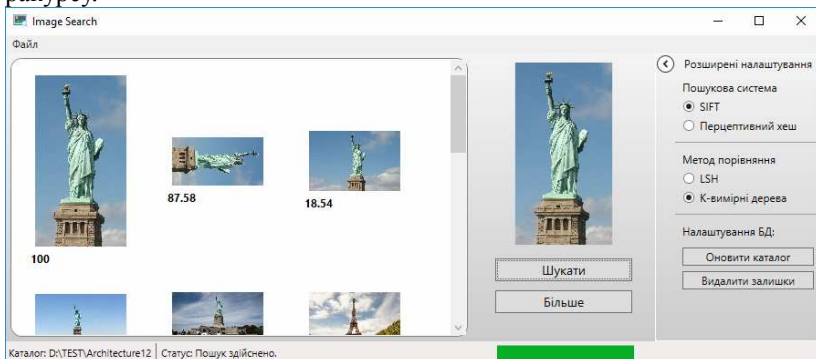 ракурсу.
Image Search
Файл
100
87.58
18.54
Шукати
Більше
Розширені налаштування
Пошукова система
SIFT
Перцептивний хеш
Метод порівняння
LSH
К-вимірні дерева
Налаштування БД:
Оновити каталог
Видалити залишки
Каталог: D:\TEST\Architecture12 Статус: Пошук здійснено.